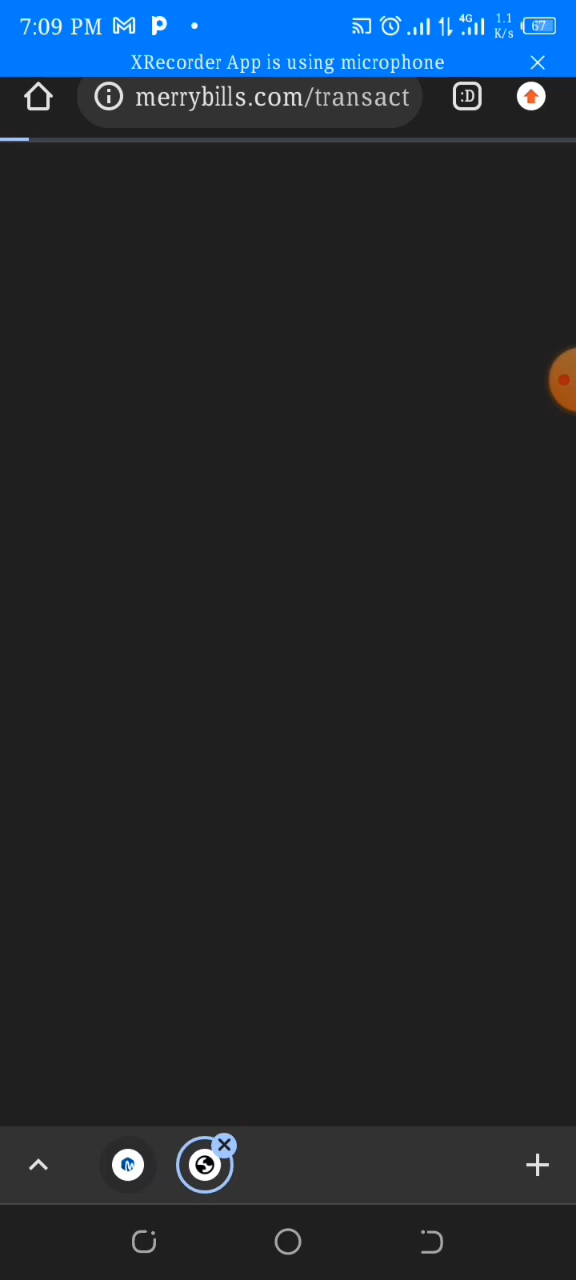 7:09 PM
4G
1.1
K/s
67
XRecorder App is using microphone
merrybills.com/transact
:D